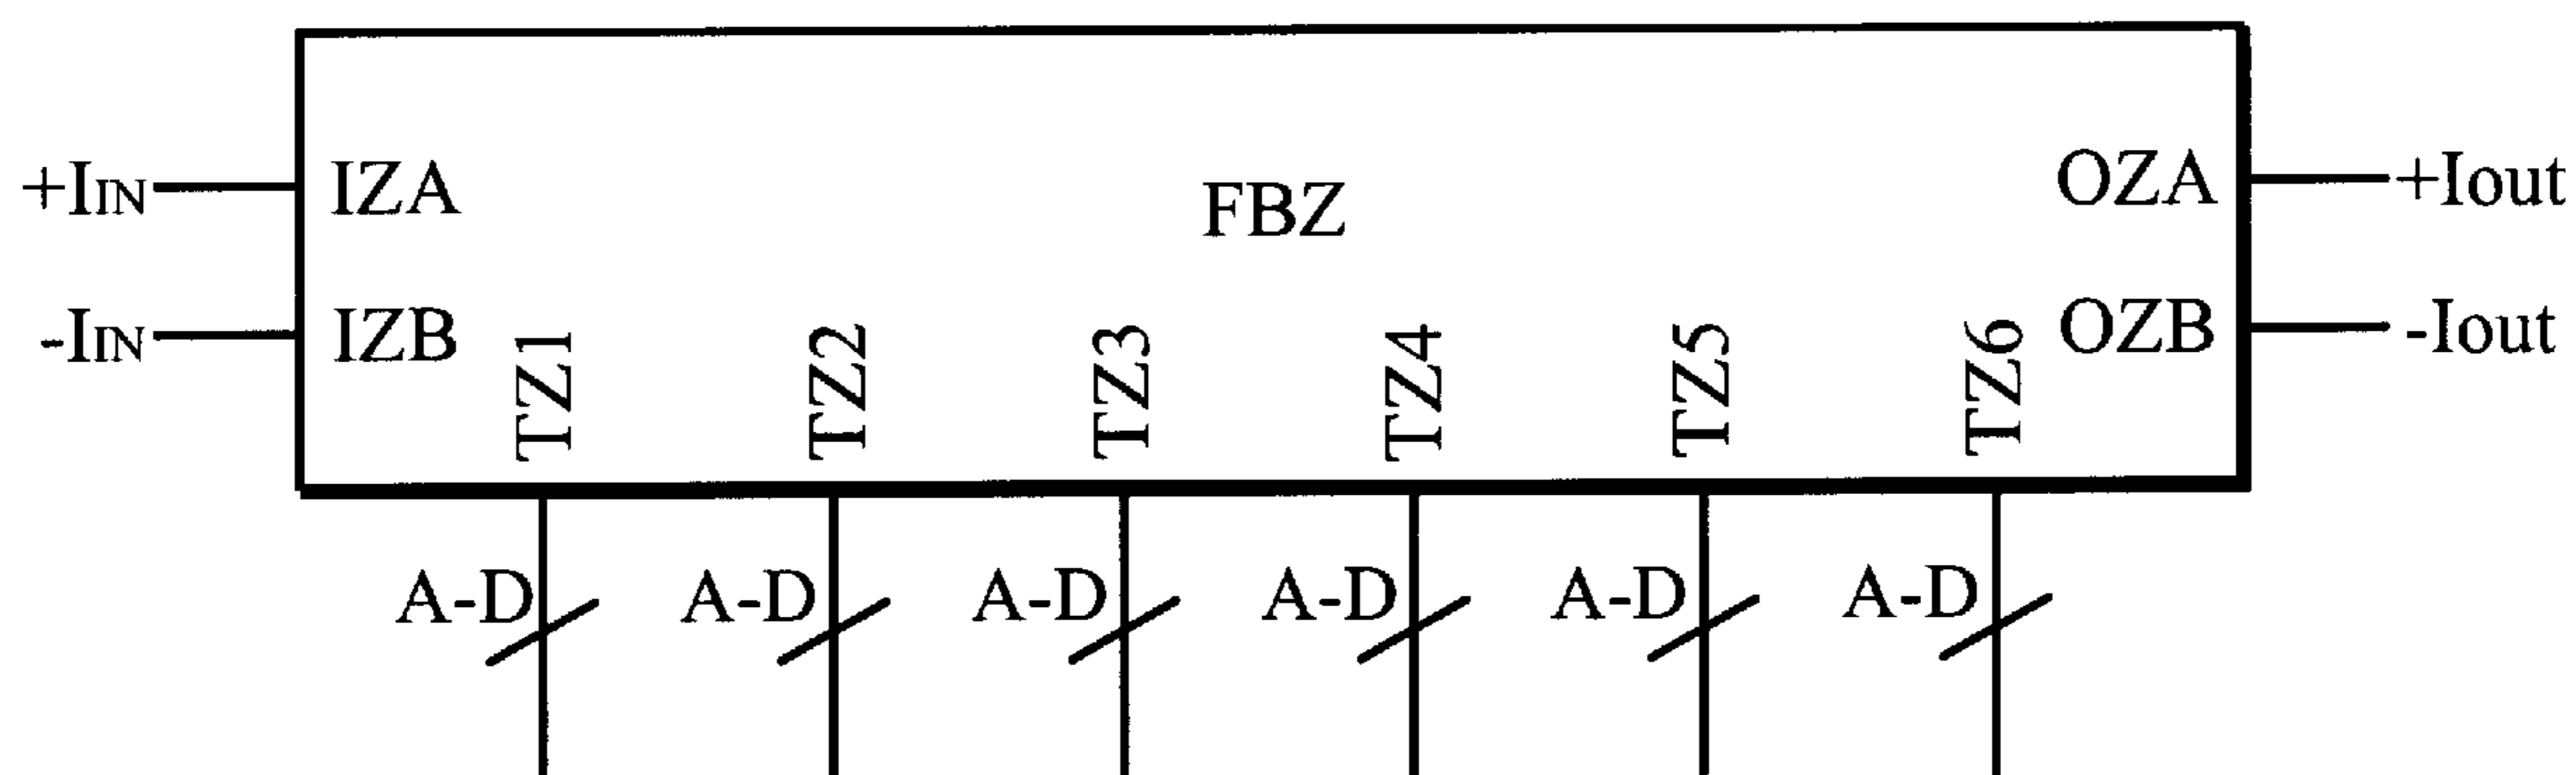 +IIN IZA FBZ OZA +Iout
-IIN IZB OZB -Iout
TZ1 TZ2 TZ3 TZ4 TZ5 TZ6
A-D A-D A-D A-D A-D A-D